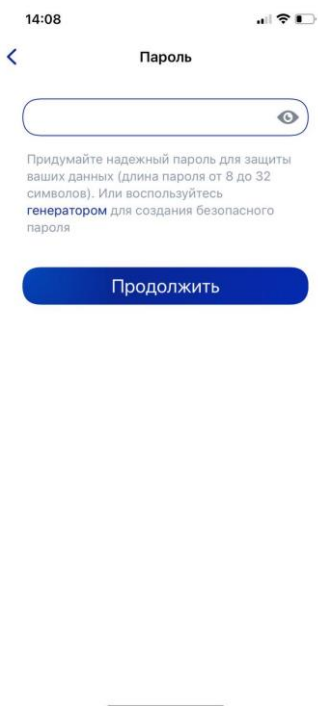 14:08
Пароль
Придумайте надежный пароль для защиты
ваших данных (длина пароля от 8 до 32
символов). Или воспользуйтесь
генератором для создания безопасного
пароля
Продолжить